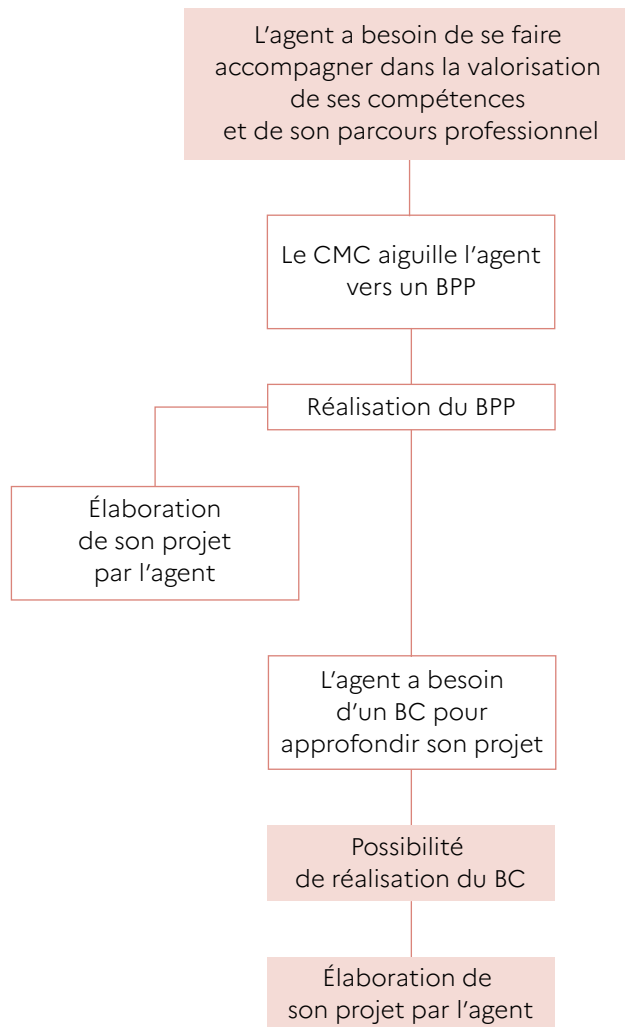 L'agent a besoin de se faire
accompagner dans la valorisation
de ses compétences
et de son parcours professionnel
Le CMC aiguille l'agent
vers un BPP
Réalisation du BPP
Élaboration
de son projet
par l'agent
L'agent a besoin
d'un BC pour
approfondir son projet
Possibilité
de réalisation du BC
Élaboration de
son projet par l'agent